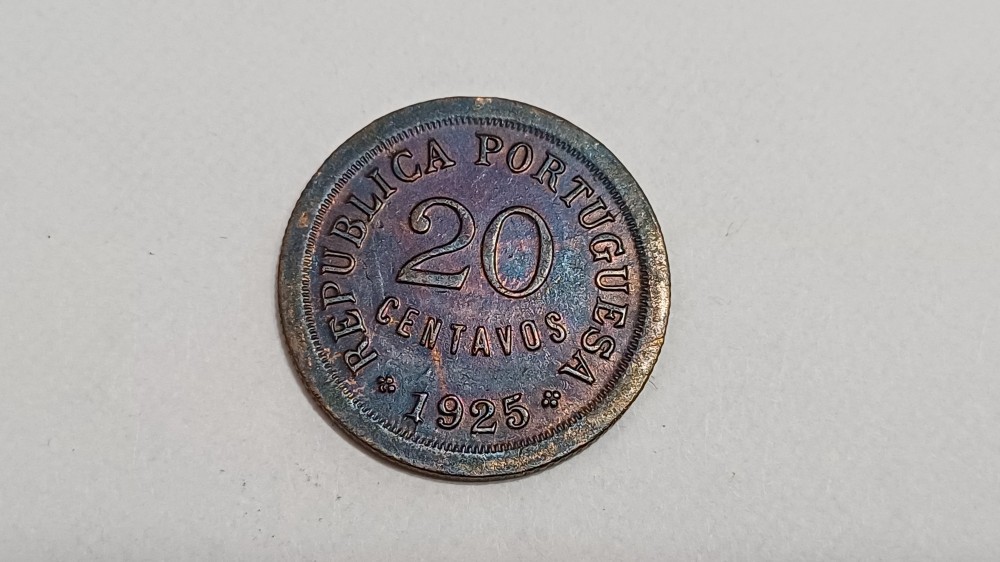 REPUBLICA PORTUGUESA
20
CENTAVOS
* 1925 *